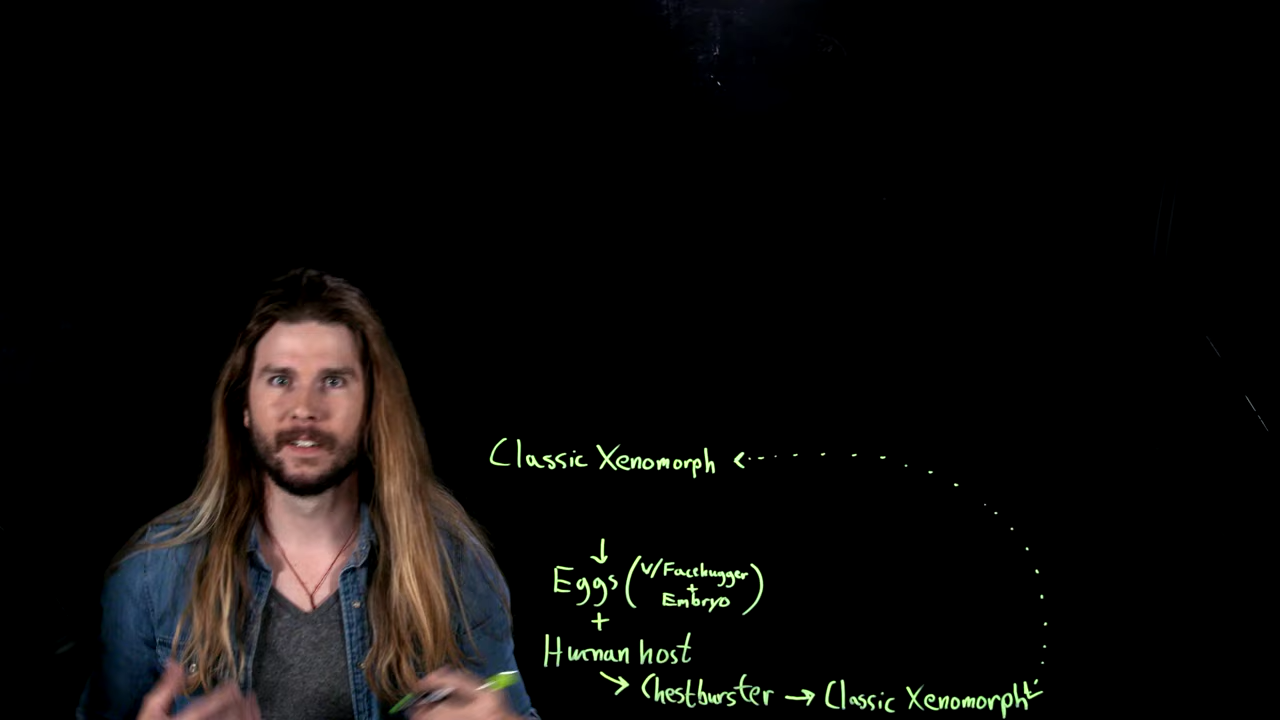 Classic Xenomorph
Eggs (w/Facehugger
+
Embryo)
+
Human host
Chestburster → Classic Xenomorph